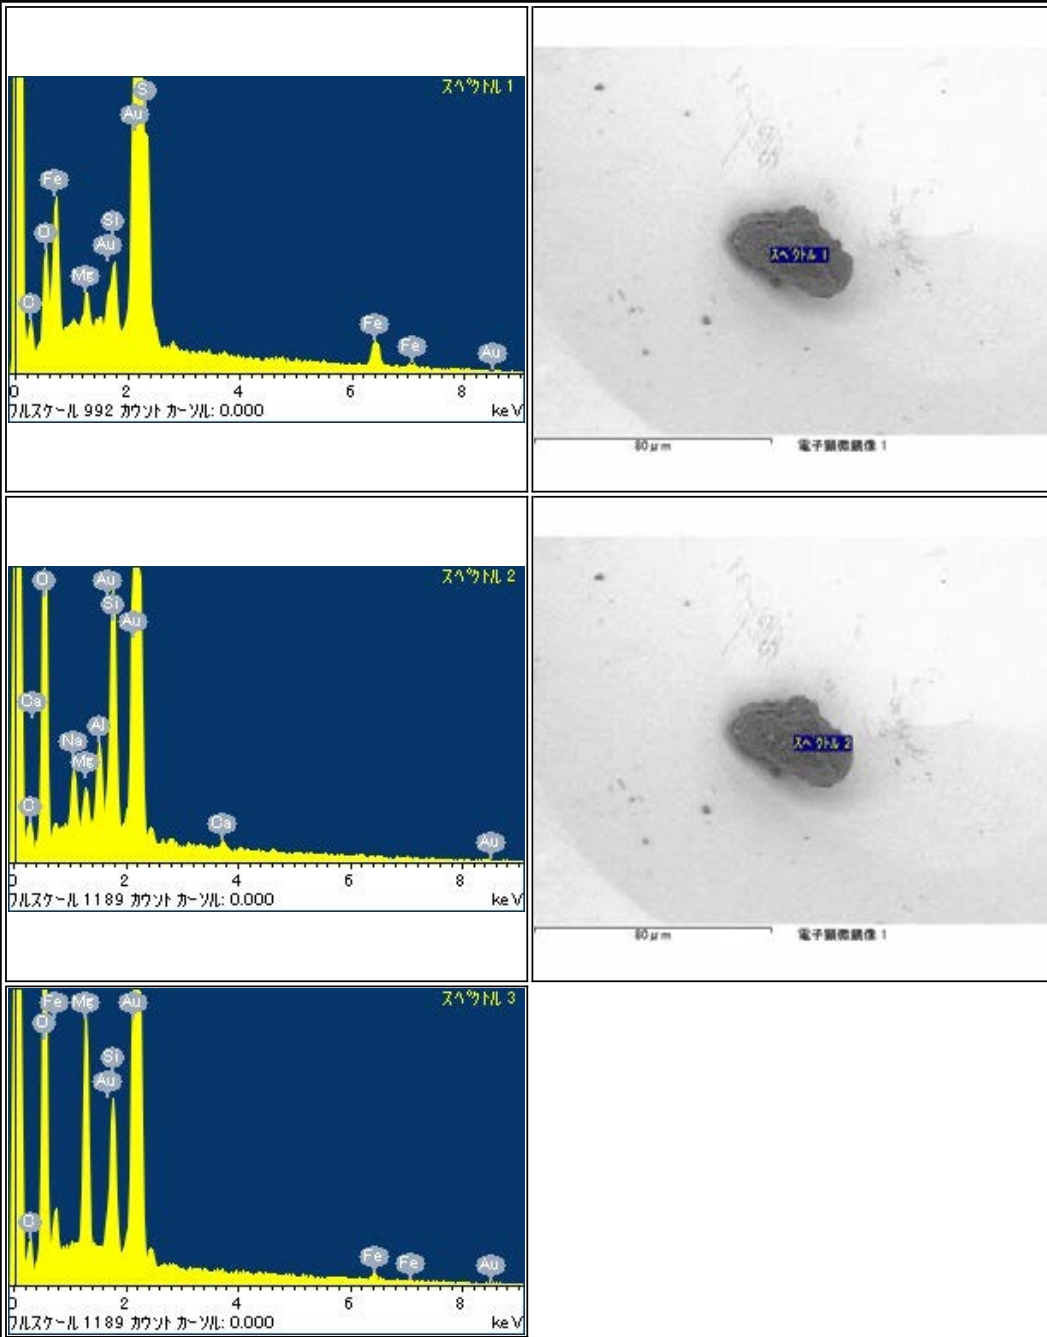 スペクトル 1
S
Au
Fe
O
Si
Au
Mg
C
Fe
Fe
Au
0 2 4 6 8
フルスケール 992 カウント カーソル: 0.000 keV
スペクトル 1
80μm 電子顕微鏡像 1
スペクトル 2
O
Au
Si
Au
Ca
Na
Al
Mg
C
Ca
Au
0 2 4 6 8
フルスケール 1189 カウント カーソル: 0.000 keV
スペクトル 2
80μm 電子顕微鏡像 1
スペクトル 3
Fe
Mg
Au
O
Si
Au
C
Fe
Fe
Au
0 2 4 6 8
フルスケール 1189 カウント カーソル: 0.000 keV